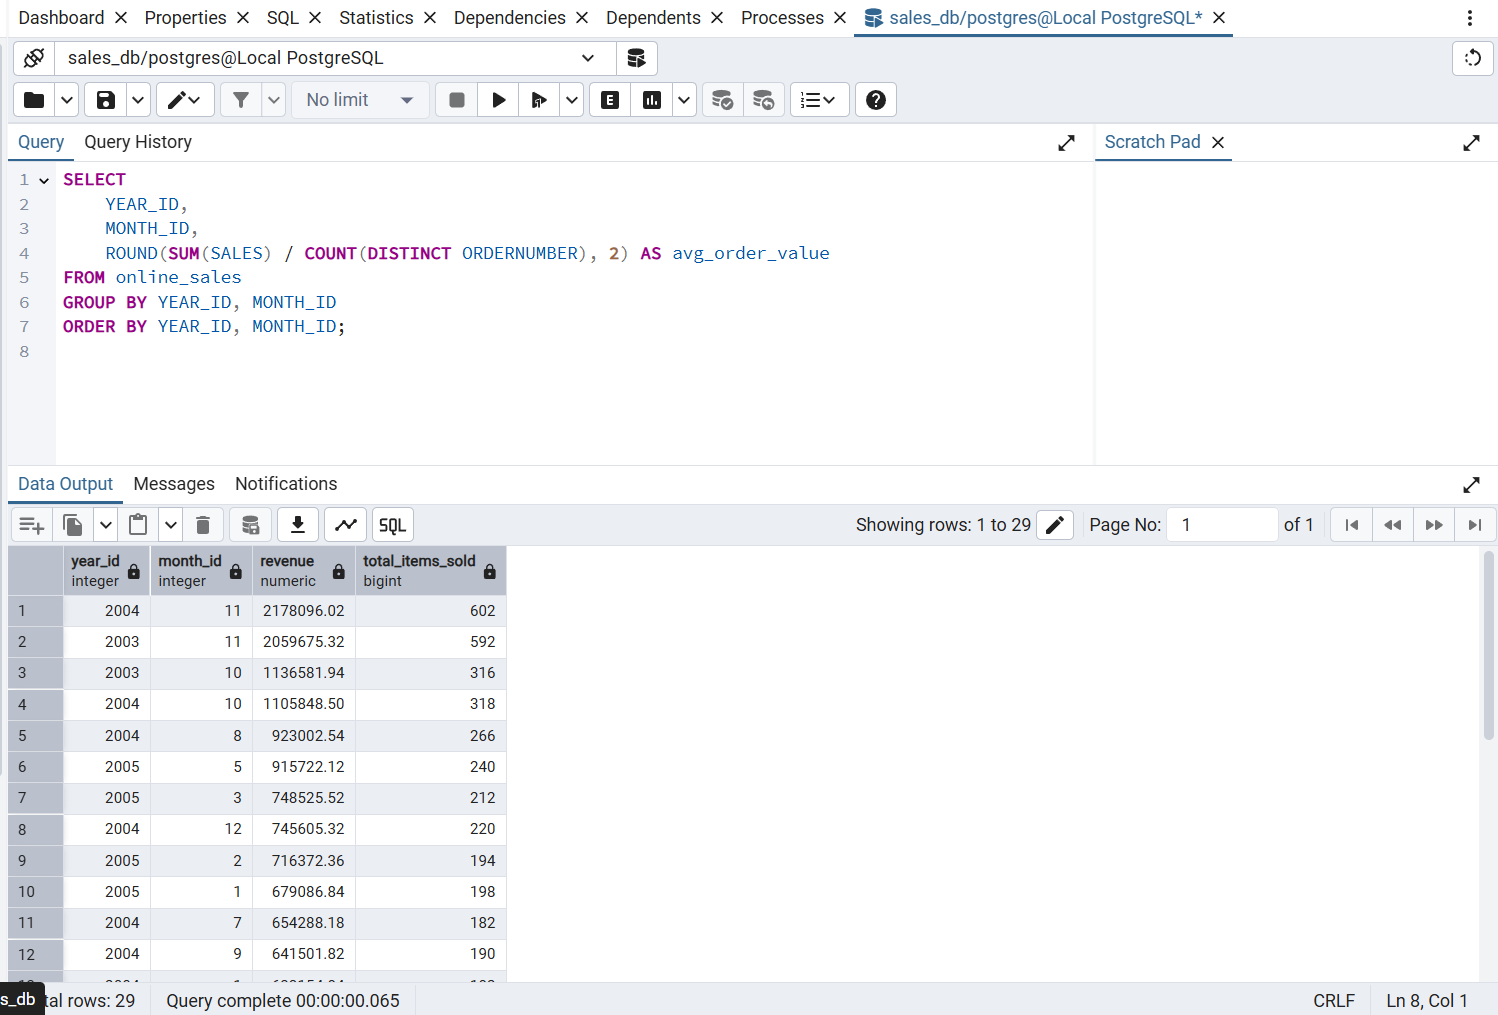 Dashboard Properties SQL Statistics Dependencies Dependents Processes sales_db/postgres@Local PostgreSQL*
sales_db/postgres@Local PostgreSQL
No limit E
Query Query History Scratch Pad
1 SELECT
2 YEAR_ID,
3 MONTH_ID,
4 ROUND(SUM(SALES) / COUNT(DISTINCT ORDERNUMBER), 2) AS avg_order_value
5 FROM online_sales
6 GROUP BY YEAR_ID, MONTH_ID
7 ORDER BY YEAR_ID, MONTH_ID;
8
Data Output Messages Notifications
SQL Showing rows: 1 to 29 Page No: 1 of 1
year_id month_id revenue total_items_sold
integer integer numeric bigint
1 2004 11 2178096.02 602
2 2003 11 2059675.32 592
3 2003 10 1136581.94 316
4 2004 10 1105848.50 318
5 2004 8 923002.54 266
6 2005 5 915722.12 240
7 2005 3 748525.52 212
8 2004 12 745605.32 220
9 2005 2 716372.36 194
10 2005 1 679086.84 198
11 2004 7 654288.18 182
12 2004 9 641501.82 190
s_db tal rows: 29 Query complete 00:00:00.065 CRLF Ln 8, Col 1